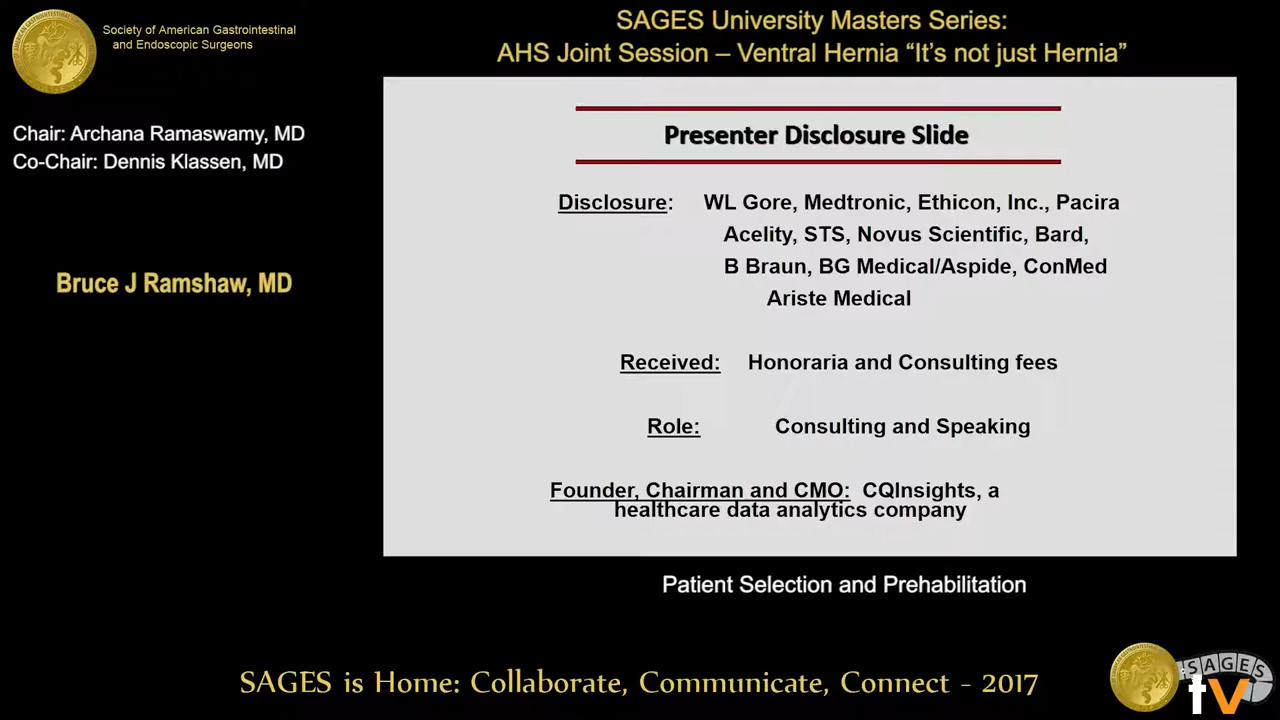 Society of American Gastrointestinal
and Endoscopic Surgeons
SAGES University Masters Series:
AHS Joint Session – Ventral Hernia “It’s not just Hernia”
Chair: Archana Ramaswamy, MD
Co-Chair: Dennis Klassen, MD
Bruce J Ramshaw, MD
Presenter Disclosure Slide
Disclosure: WL Gore, Medtronic, Ethicon, Inc., Pacira
Acelity, STS, Novus Scientific, Bard,
B Braun, BG Medical/Aspide, ConMed
Ariste Medical
Received: Honoraria and Consulting fees
Role: Consulting and Speaking
Founder, Chairman and CMO: CQInsights, a
healthcare data analytics company
Patient Selection and Prehabilitation
SAGES is Home: Collaborate, Communicate, Connect - 2017
SAGES
tv